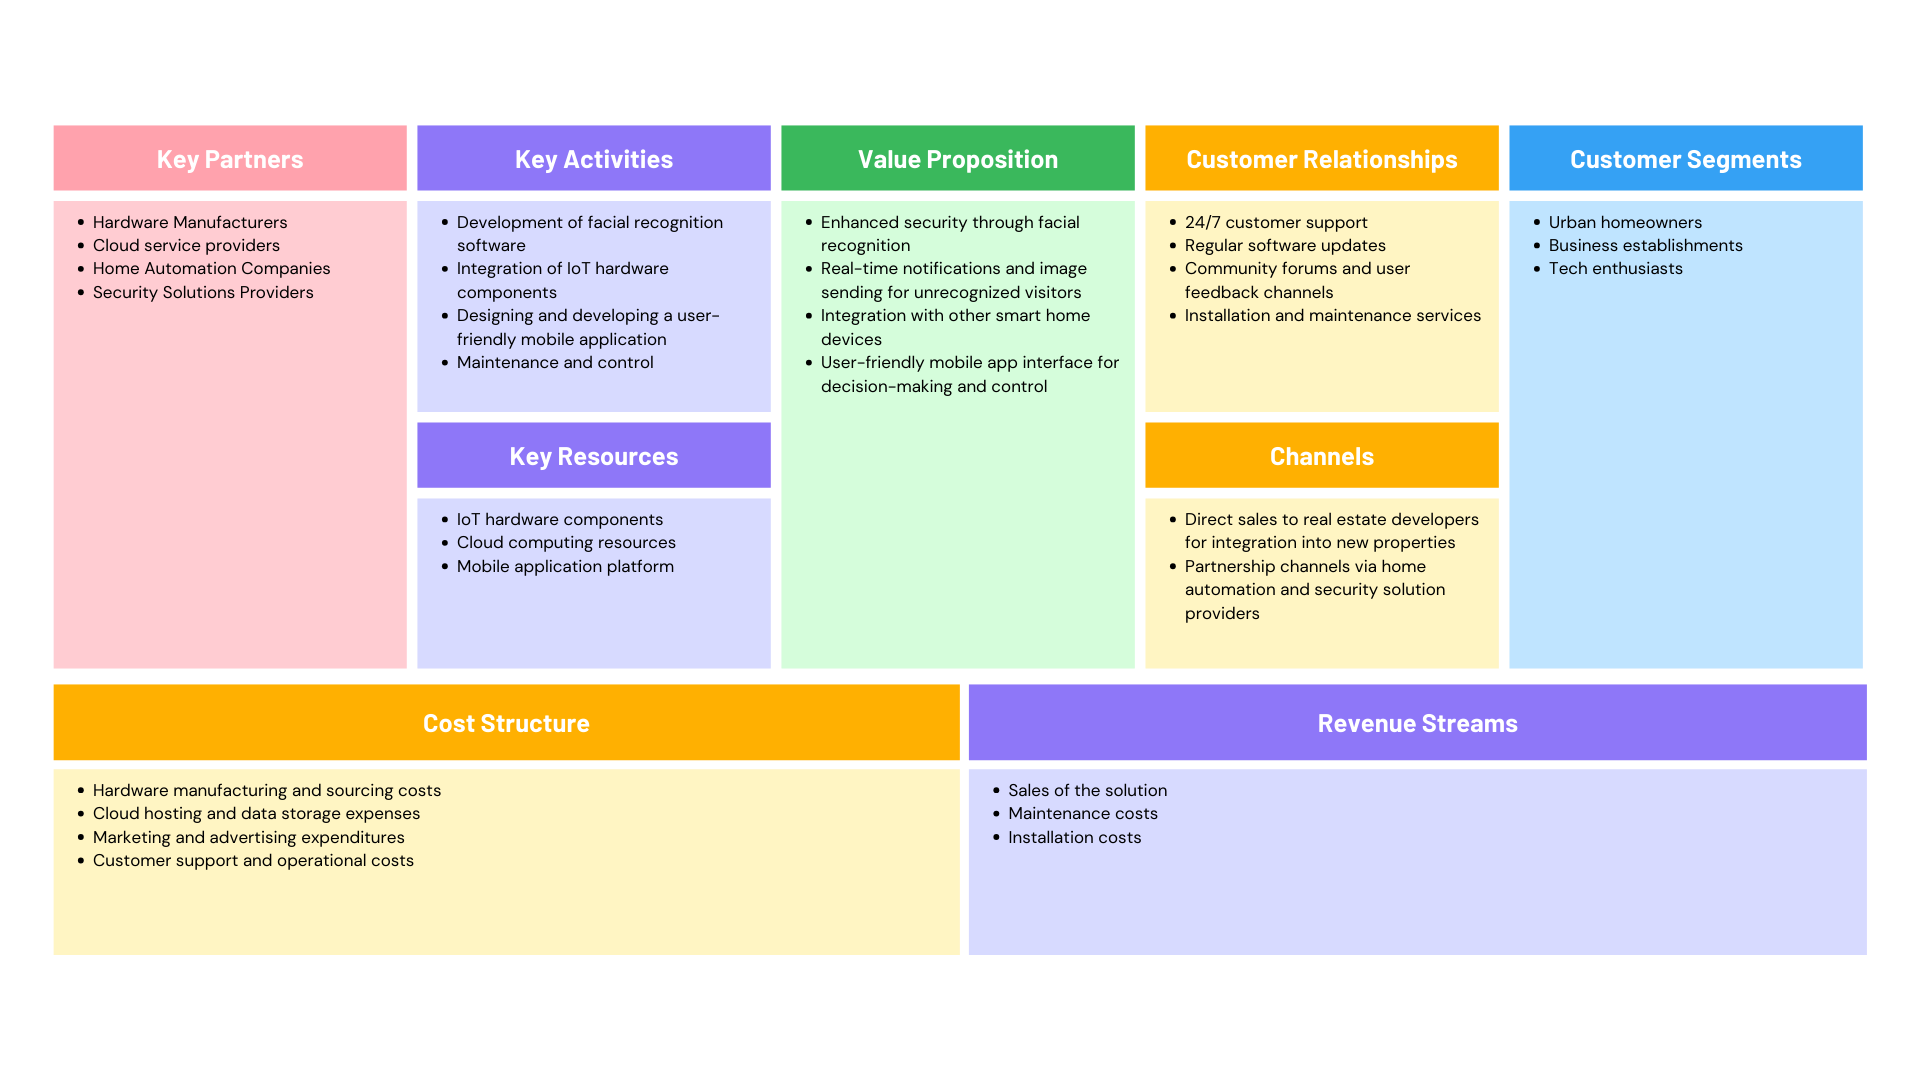 Key Partners
Hardware Manufacturers
Cloud service providers
Home Automation Companies
Security Solutions Providers
Key Activities
Development of facial recognition
software
Integration of IoT hardware
components
Designing and developing a user-
friendly mobile application
Maintenance and control
Key Resources
IoT hardware components
Cloud computing resources
Mobile application platform
Value Proposition
Enhanced security through facial
recognition
Real-time notifications and image
sending for unrecognized visitors
Integration with other smart home
devices
User-friendly mobile app interface for
decision-making and control
Customer Relationships
24/7 customer support
Regular software updates
Community forums and user
feedback channels
Installation and maintenance services
Channels
Direct sales to real estate developers
for integration into new properties
Partnership channels via home
automation and security solution
providers
Customer Segments
Urban homeowners
Business establishments
Tech enthusiasts
Cost Structure
Hardware manufacturing and sourcing costs
Cloud hosting and data storage expenses
Marketing and advertising expenditures
Customer support and operational costs
Revenue Streams
Sales of the solution
Maintenance costs
Installation costs